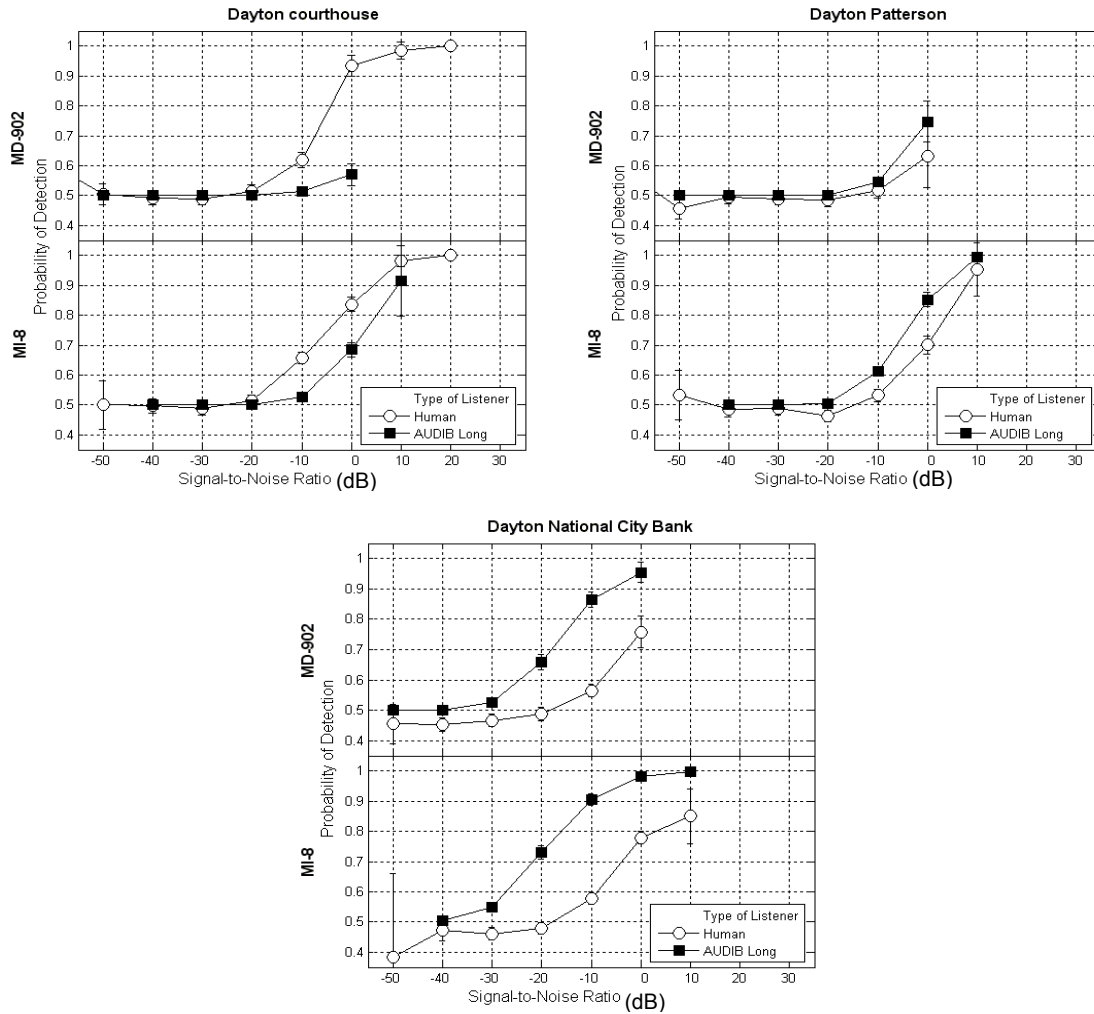 Dayton courthouse
1
0.9
0.8
0.7
0.6
0.5
0.4
MD-902
Probability of Detection
1
0.9
0.8
0.7
0.6
0.5
0.4
MI-8
Type of Listener
Human
AUDIB Long
-50 -40 -30 -20 -10 0 10 20 30
Signal-to-Noise Ratio (dB)
Dayton Patterson
1
0.9
0.8
0.7
0.6
0.5
0.4
MD-902
Probability of Detection
1
0.9
0.8
0.7
0.6
0.5
0.4
MI-8
Type of Listener
Human
AUDIB Long
-50 -40 -30 -20 -10 0 10 20 30
Signal-to-Noise Ratio (dB)
Dayton National City Bank
1
0.9
0.8
0.7
0.6
0.5
0.4
MD-902
Probability of Detection
1
0.9
0.8
0.7
0.6
0.5
0.4
MI-8
Type of Listener
Human
AUDIB Long
-50 -40 -30 -20 -10 0 10 20 30
Signal-to-Noise Ratio (dB)